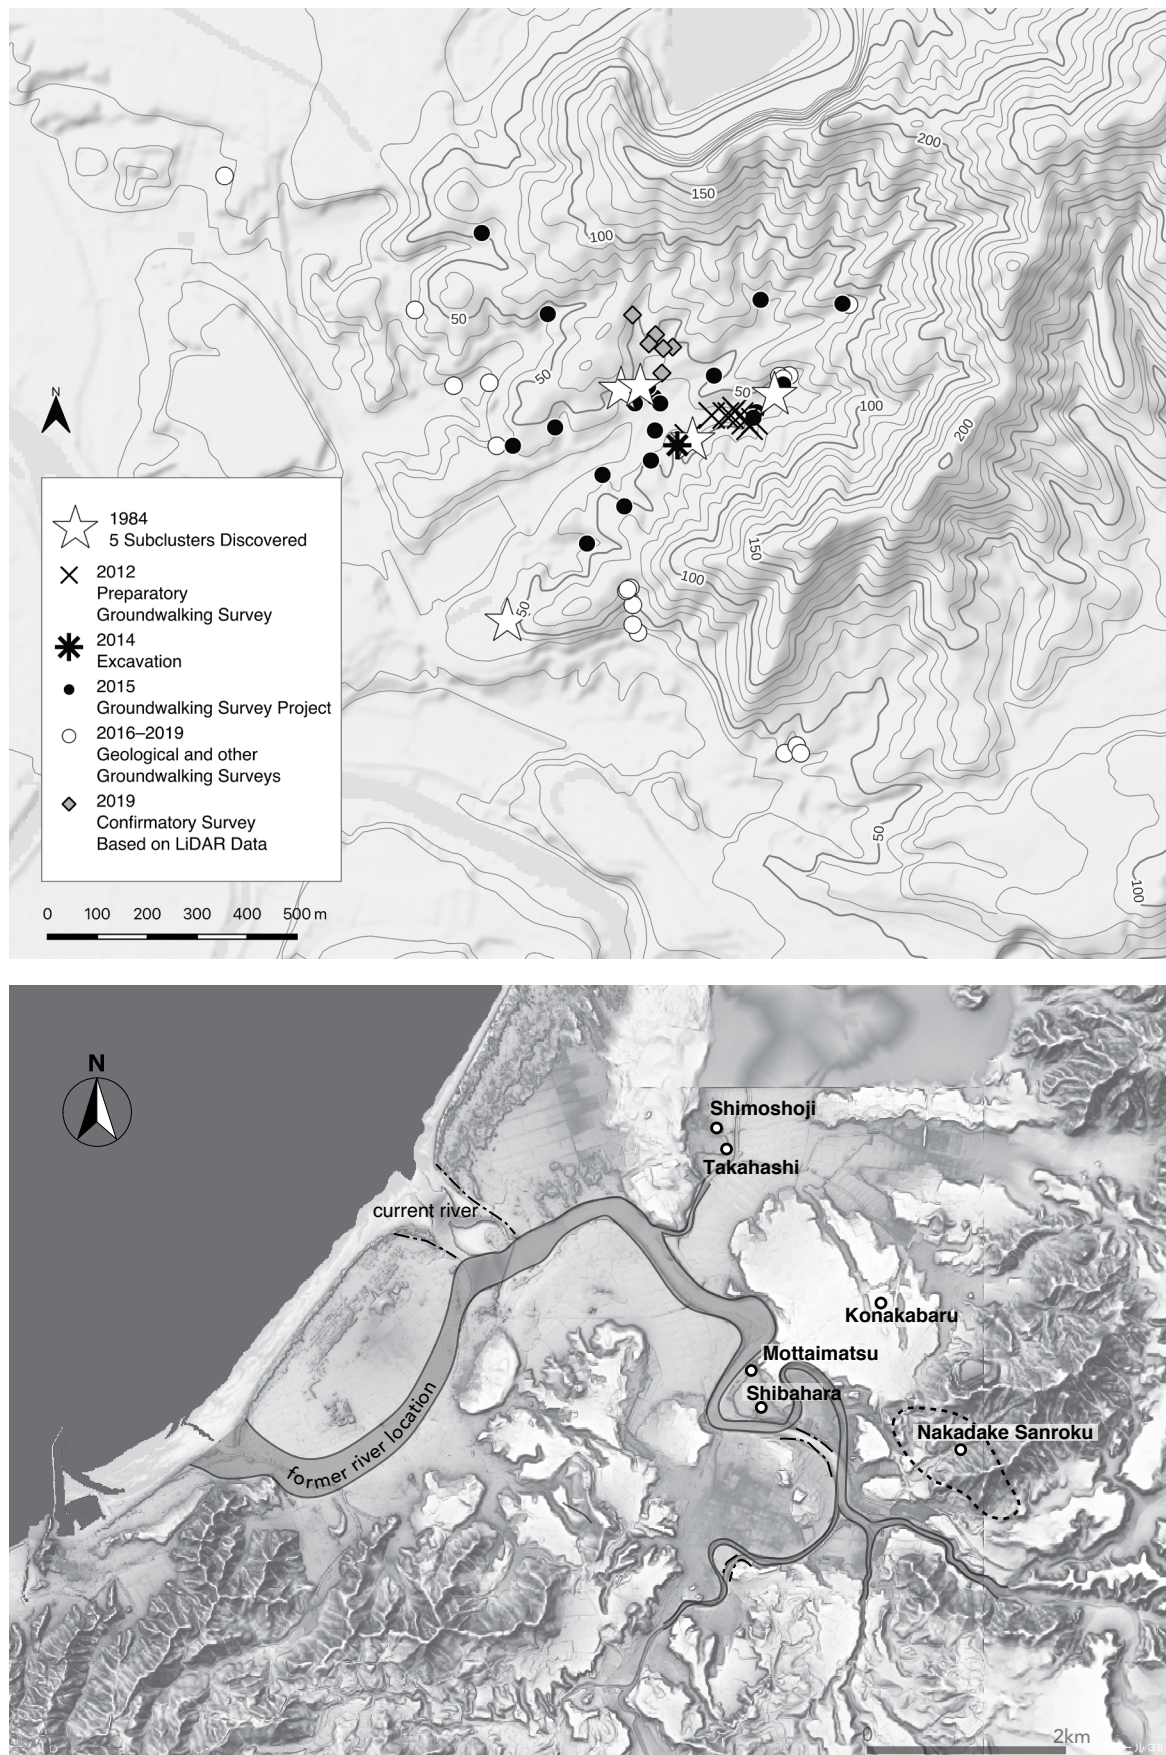 200
150
100
50
50
50
100
200
N
150
100
50
50
100
1984
5 Subclusters Discovered
2012
Preparatory
Groundwalking Survey
2014
Excavation
2015
Groundwalking Survey Project
2016–2019
Geological and other
Groundwalking Surveys
2019
Confirmatory Survey
Based on LiDAR Data
0 100 200 300 400 500 m
N
Shimoshoji
Takahashi
current river
Konakabaru
Mottaimatsu
Shibahara
former river location
Nakadake Sanroku
0 2km